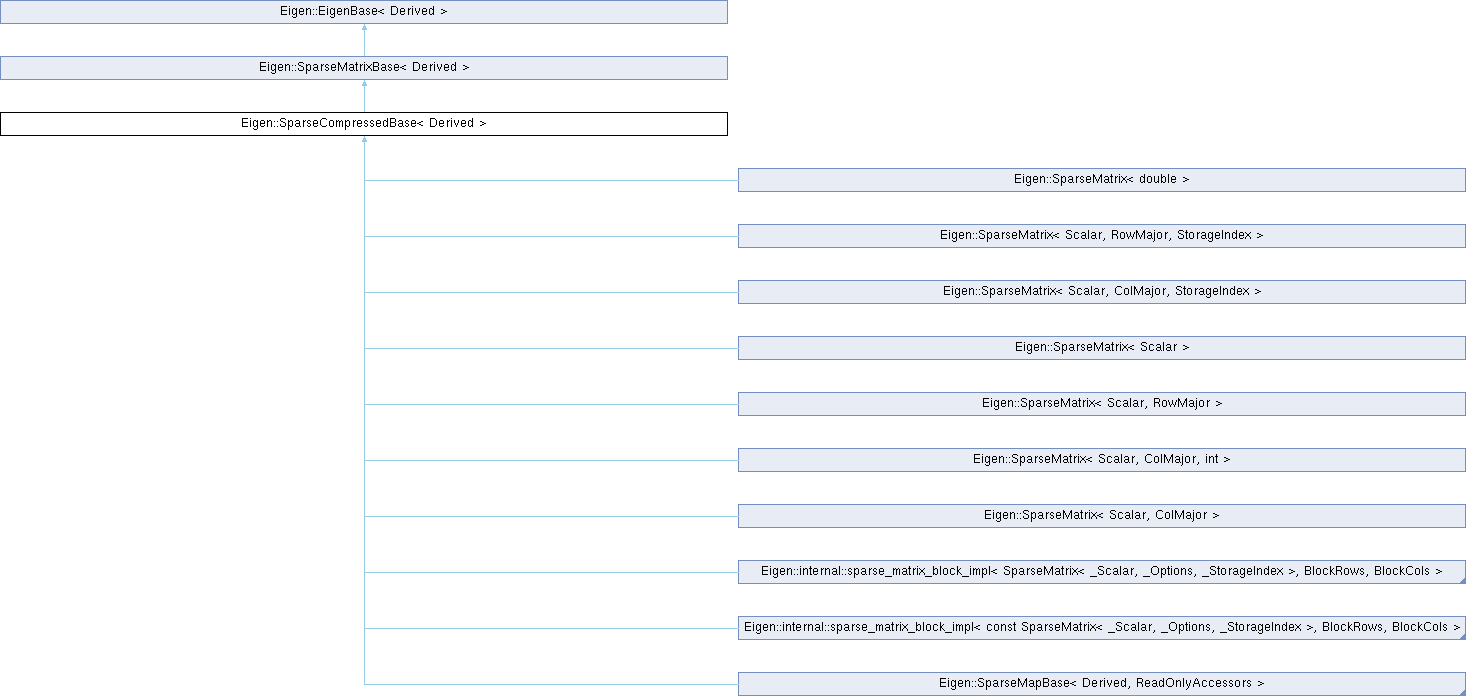 Eigen::EigenBase< Derived >
Eigen::SparseMatrixBase< Derived >
Eigen::SparseCompressedBase< Derived >
Eigen::SparseMatrix< double >
Eigen::SparseMatrix< Scalar, RowMajor, StorageIndex >
Eigen::SparseMatrix< Scalar, ColMajor, StorageIndex >
Eigen::SparseMatrix< Scalar >
Eigen::SparseMatrix< Scalar, RowMajor >
Eigen::SparseMatrix< Scalar, ColMajor, int >
Eigen::SparseMatrix< Scalar, ColMajor >
Eigen::internal::sparse_matrix_block_impl< SparseMatrix< _Scalar, _Options, _StorageIndex >, BlockRows, BlockCols >
Eigen::internal::sparse_matrix_block_impl< const SparseMatrix< _Scalar, _Options, _StorageIndex >, BlockRows, BlockCols >
Eigen::SparseMapBase< Derived, ReadOnlyAccessors >